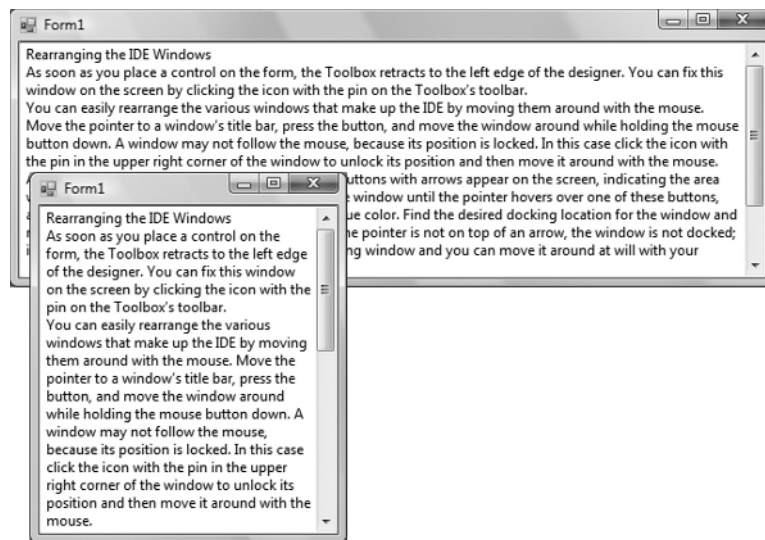 Form1
Rearranging the IDE Windows
As soon as you place a control on the form, the Toolbox retracts to the left edge of the designer. You can fix this
window on the screen by clicking the icon with the pin on the Toolbox's toolbar.
You can easily rearrange the various windows that make up the IDE by moving them around with the mouse.
Move the pointer to a window's title bar, press the button, and move the window around while holding the mouse
button down. A window may not follow the mouse, because its position is locked. In this case click the icon with
the pin in the upper right corner of the window to unlock its position and then move it around with the mouse.
with arrows appear on the screen, indicating the area
window until the pointer hovers over one of these buttons,
color. Find the desired docking location for the window and
pointer is not on top of an arrow, the window is not docked;
window and you can move it around at will with your
Form1
Rearranging the IDE Windows
As soon as you place a control on the
form, the Toolbox retracts to the left edge
of the designer. You can fix this window
on the screen by clicking the icon with the
pin on the Toolbox's toolbar.
You can easily rearrange the various
windows that make up the IDE by moving
them around with the mouse. Move the
pointer to a window's title bar, press the
button, and move the window around
while holding the mouse button down. A
window may not follow the mouse,
because its position is locked. In this case
click the icon with the pin in the upper
right corner of the window to unlock its
position and then move it around with the
mouse.